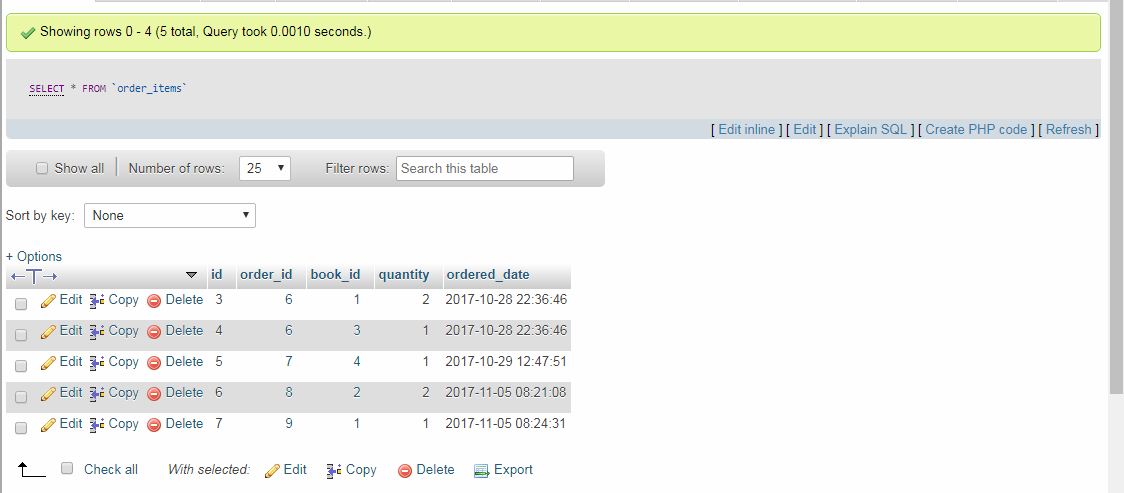 Showing rows 0 - 4 (5 total, Query took 0.0010 seconds.)
SELECT * FROM `order_items`
[ Edit inline ] [ Edit ] [ Explain SQL ] [ Create PHP code ] [ Refresh ]
Show all Number of rows: 25 Filter rows: Search this table
Sort by key: None
+ Options
id order_id book_id quantity ordered_date
Edit Copy Delete 3 6 1 2 2017-10-28 22:36:46
Edit Copy Delete 4 6 3 1 2017-10-28 22:36:46
Edit Copy Delete 5 7 4 1 2017-10-29 12:47:51
Edit Copy Delete 6 8 2 2 2017-11-05 08:21:08
Edit Copy Delete 7 9 1 1 2017-11-05 08:24:31
Check all With selected: Edit Copy Delete Export